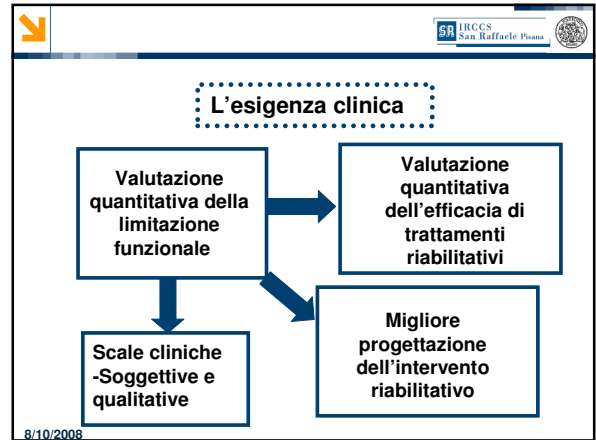 IRCCS
San Raffaele Pisana
L'esigenza clinica
Valutazione
quantitativa della
limitazione
funzionale
Valutazione
quantitativa
dell'efficacia di
trattamenti
riabilitativi
Scale cliniche
-Soggettive e
qualitative
Migliore
progettazione
dell'intervento
riabilitativo
8/10/2008